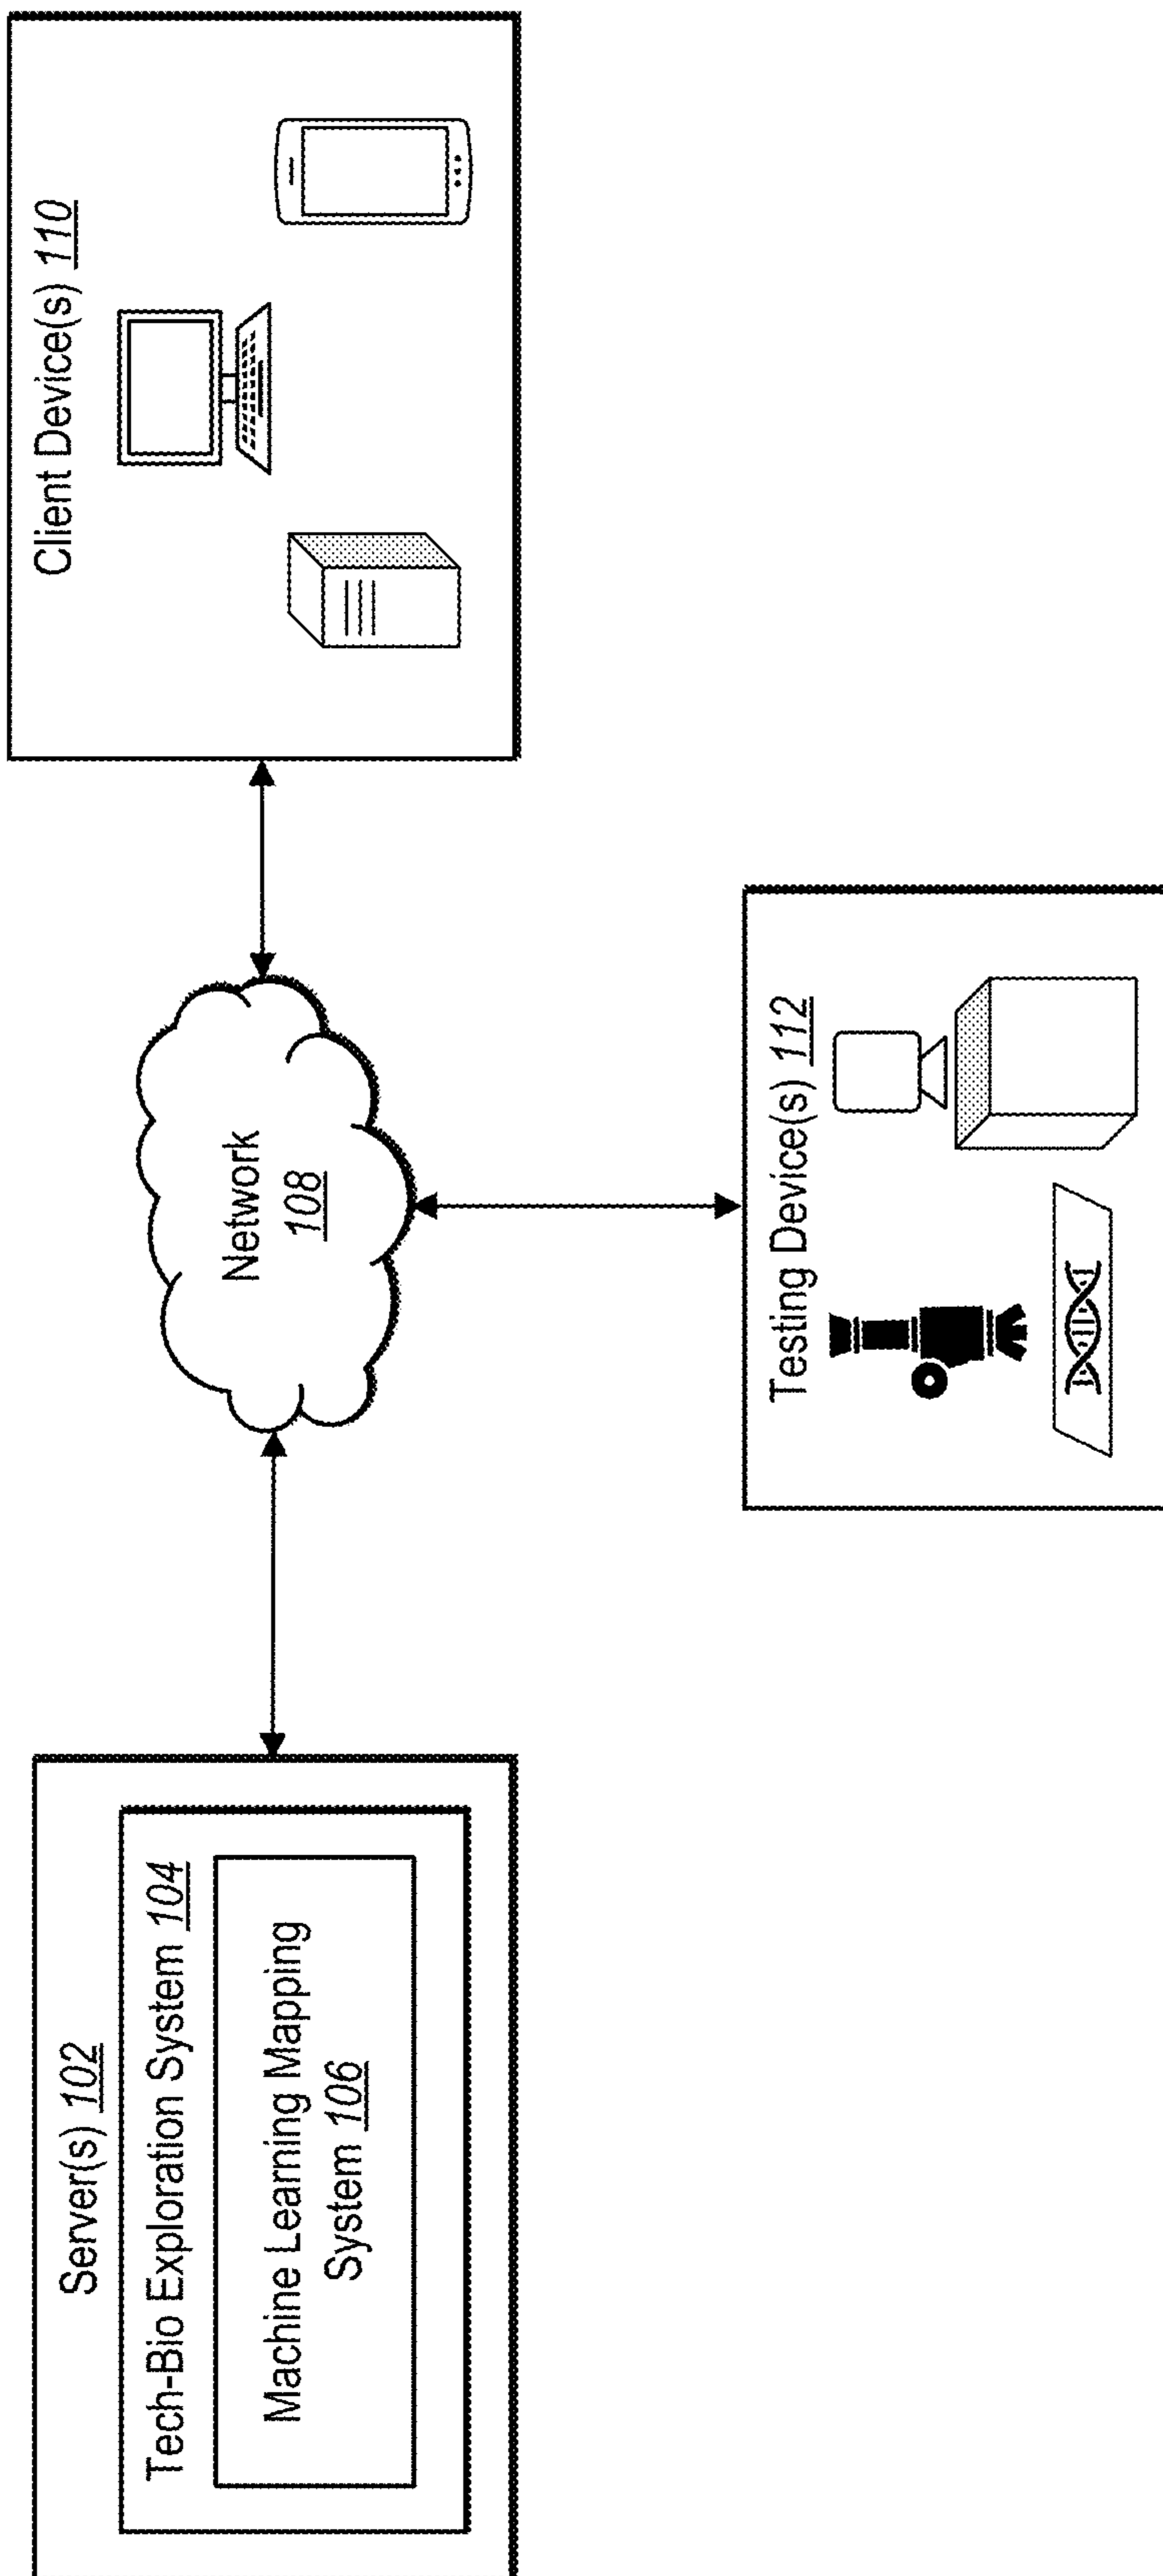 Server(s) 102
Tech-Bio Exploration System 104
Machine Learning Mapping
System 106
Network
108
Client Device(s) 110
Testing Device(s) 112